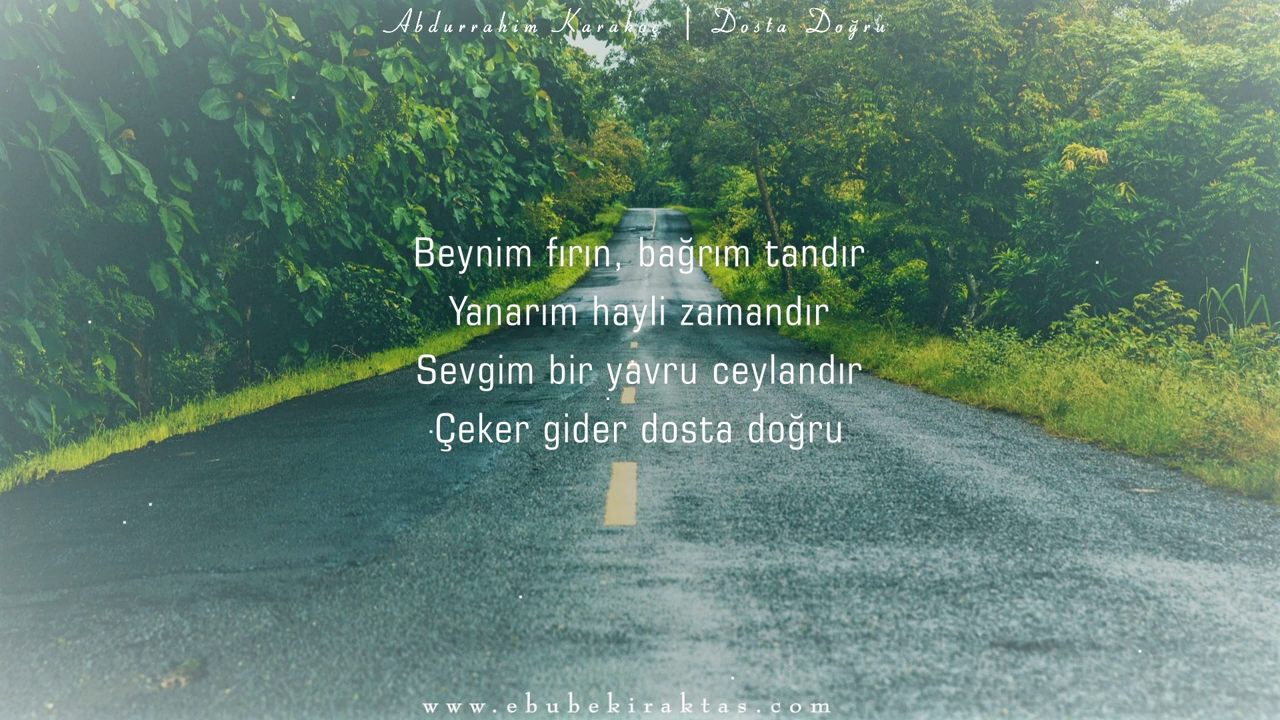 Abdurrahim Karakoç | Dosta Doğru
Beynim fırın, bağrım tandır
Yanarım hayli zamandır
Sevgim bir yavru ceylandır
Çeker gider dosta doğru
www.ebubekiraktas.com